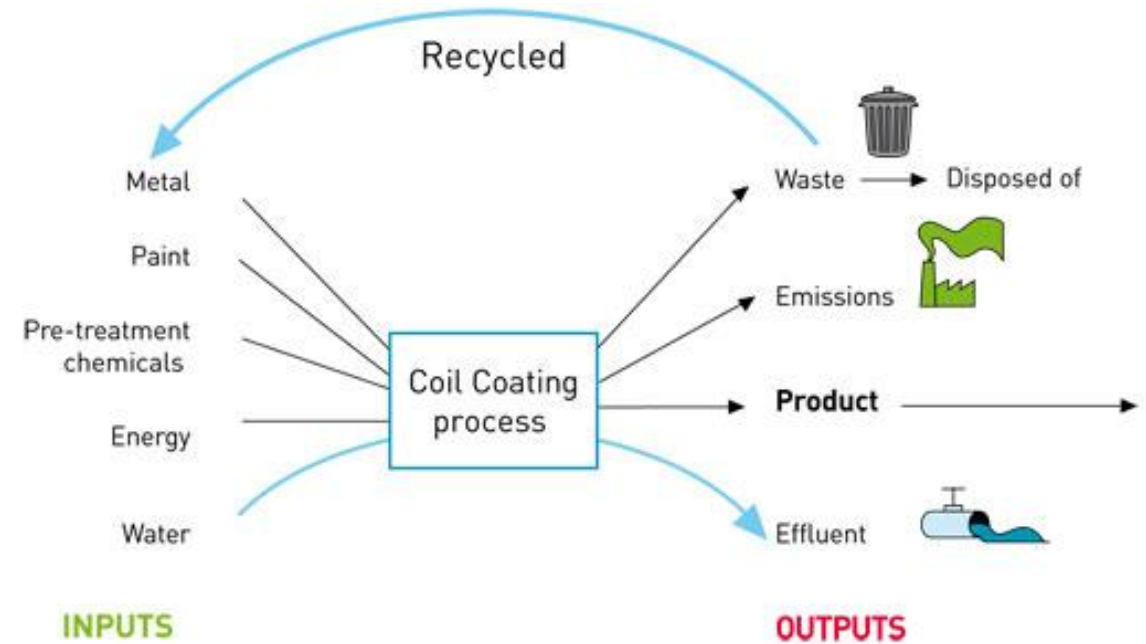 Recycled
Metal
Paint
Pre-treatment
chemicals
Energy
Water
INPUTS
Coil Coating
process
Waste
Disposed of
Emissions
Product
Effluent
OUTPUTS